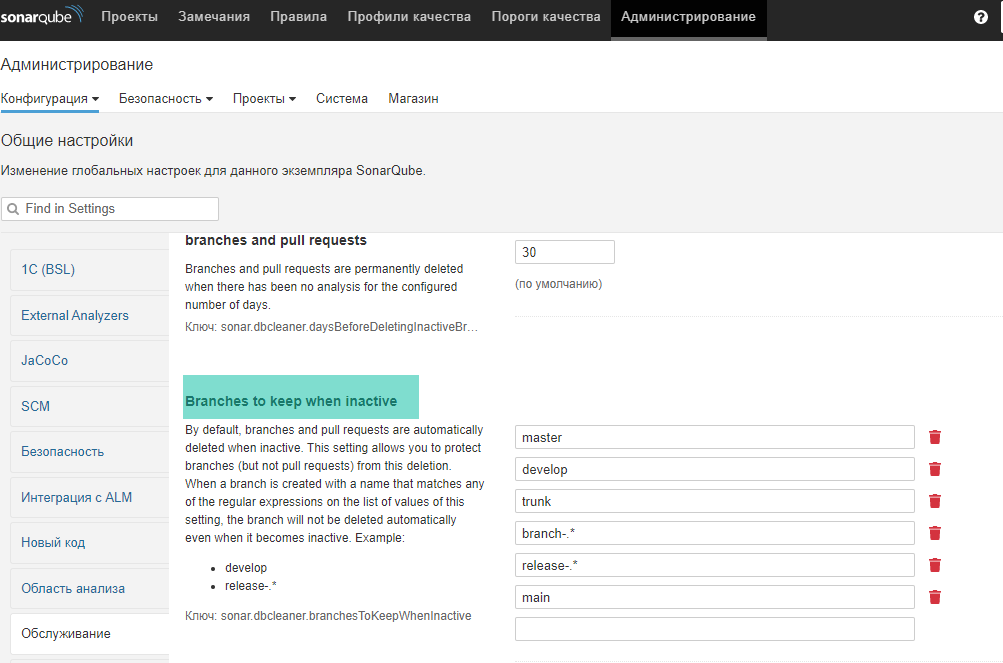 sonarqube Проекты Замечания Правила Профили качества Пороги качества Администрирование
Администрирование
Конфигурация Безопасность Проекты Система Магазин
Общие настройки
Изменение глобальных настроек для данного экземпляра SonarQube.
Find in Settings
1C (BSL)
External Analyzers
JaCoCo
SCM
Безопасность
Интеграция с ALM
Новый код
Область анализа
Обслуживание
branches and pull requests
Branches and pull requests are permanently deleted
when there has been no analysis for the configured
number of days.
Ключ: sonar.dbcleaner.daysBeforeDeletingInactiveBr…
30
(по умолчанию)
Branches to keep when inactive
By default, branches and pull requests are automatically
deleted when inactive. This setting allows you to protect
branches (but not pull requests) from this deletion.
When a branch is created with a name that matches any
of the regular expressions on the list of values of this
setting, the branch will not be deleted automatically
even when it becomes inactive. Example:
• develop
• release-.*
Ключ: sonar.dbcleaner.branchesToKeepWhenInactive
master
develop
trunk
branch-.*
release-.*
main